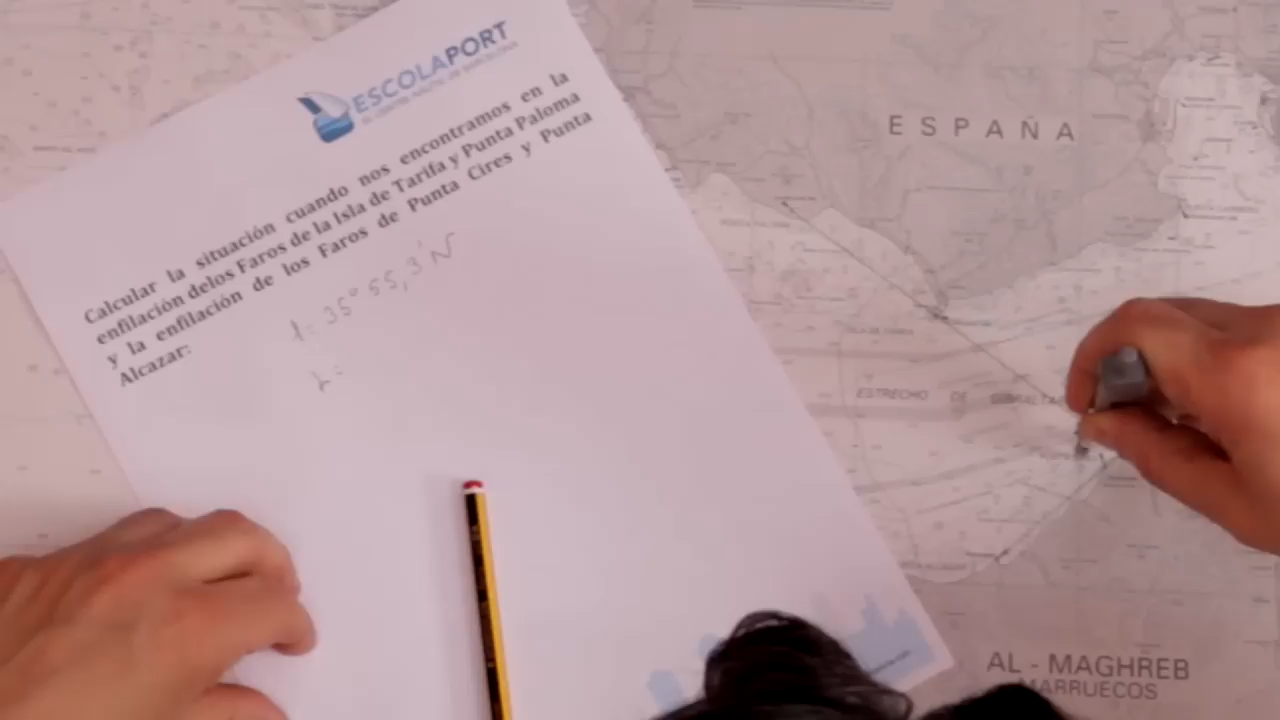 ESCOLAPORT
Calcular la situación cuando nos encontramos en la
enfilación delos Faros de la Isla de Tarifa y Punta Paloma
y la enfilación de los Faros de Punta Cires y Punta
Alcazar:
l= 35° 55,3' N
L=
ESPAÑA
ESTRECHO DE GIBRALTA
AL - MAGHREB
MARRUECOS